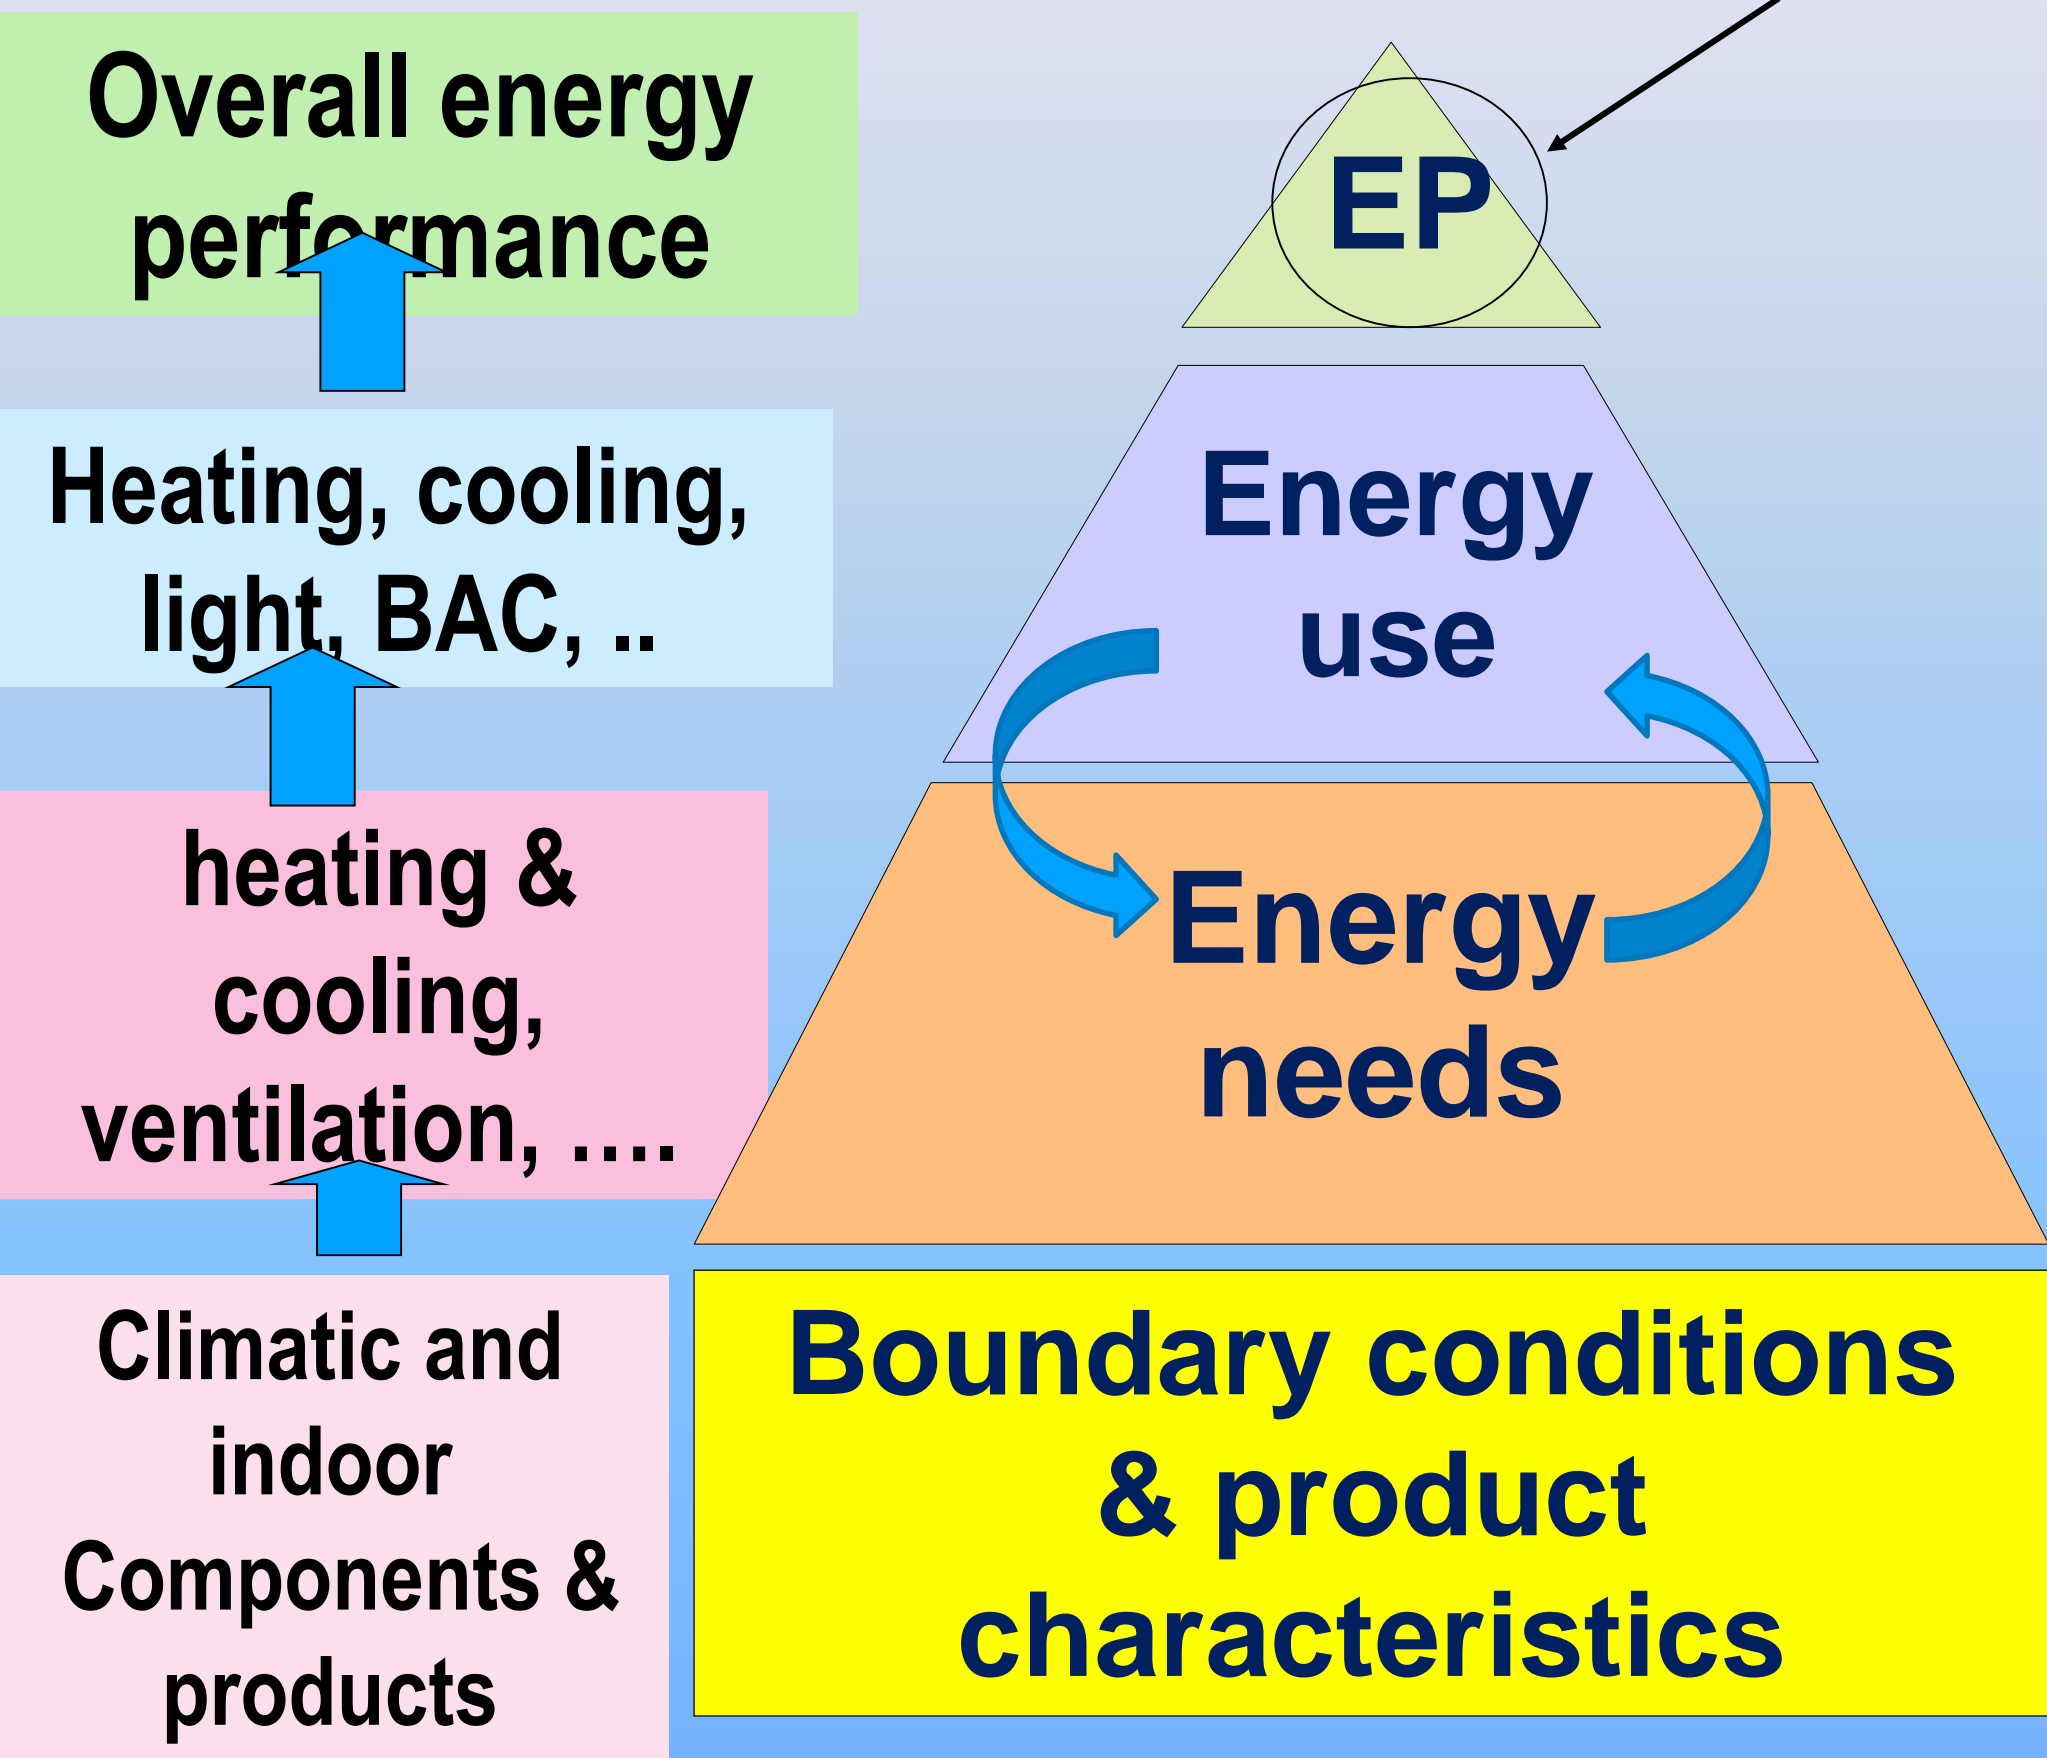 Overall energy
performance
EP
Heating, cooling,
light, BAC, ..
Energy
use
heating &
cooling,
ventilation, ....
Energy
needs
Climatic and
indoor
Components &
products
Boundary conditions
& product
characteristics